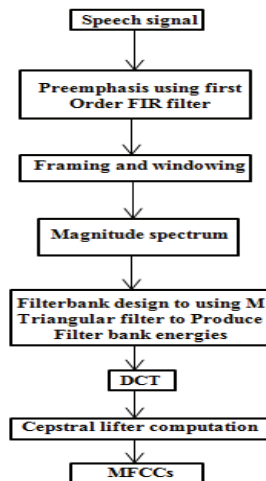 Speech signal
Preemphasis using first
Order FIR filter
Framing and windowing
Magnitude spectrum
Filterbank design to using M
Triangular filter to Produce
Filter bank energies
DCT
Cepstral lifter computation
MFCCs